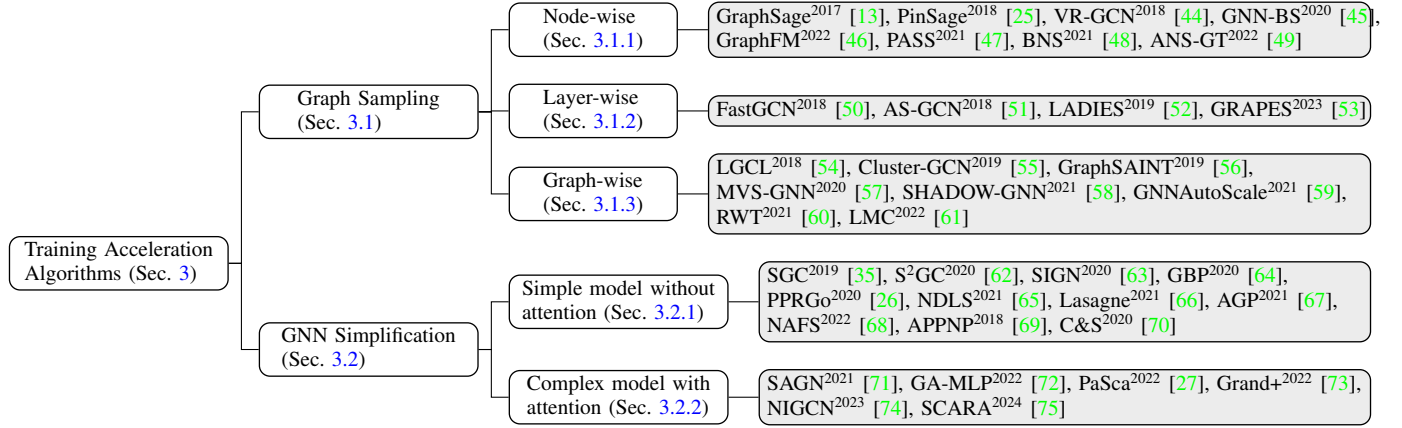 Node-wise
(Sec. 3.1.1)
GraphSage²⁰¹⁷ [13], PinSage²⁰¹⁸ [25], VR-GCN²⁰¹⁸ [44], GNN-BS²⁰²⁰ [45],
GraphFM²⁰²² [46], PASS²⁰²¹ [47], BNS²⁰²¹ [48], ANS-GT²⁰²² [49]
Graph Sampling
(Sec. 3.1)
Layer-wise
(Sec. 3.1.2)
FastGCN²⁰¹⁸ [50], AS-GCN²⁰¹⁸ [51], LADIES²⁰¹⁹ [52], GRAPES²⁰²³ [53]
Graph-wise
(Sec. 3.1.3)
LGCL²⁰¹⁸ [54], Cluster-GCN²⁰¹⁹ [55], GraphSAINT²⁰¹⁹ [56],
MVS-GNN²⁰²⁰ [57], SHADOW-GNN²⁰²¹ [58], GNNAutoScale²⁰²¹ [59],
RWT²⁰²¹ [60], LMC²⁰²² [61]
Training Acceleration
Algorithms (Sec. 3)
Simple model without
attention (Sec. 3.2.1)
SGC²⁰¹⁹ [35], S²GC²⁰²⁰ [62], SIGN²⁰²⁰ [63], GBP²⁰²⁰ [64],
PPRGo²⁰²⁰ [26], NDLS²⁰²¹ [65], Lasagne²⁰²¹ [66], AGP²⁰²¹ [67],
NAFS²⁰²² [68], APPNP²⁰¹⁸ [69], C&S²⁰²⁰ [70]
GNN Simplification
(Sec. 3.2)
Complex model with
attention (Sec. 3.2.2)
SAGN²⁰²¹ [71], GA-MLP²⁰²² [72], PaSca²⁰²² [27], Grand+²⁰²² [73],
NIGCN²⁰²³ [74], SCARA²⁰²⁴ [75]